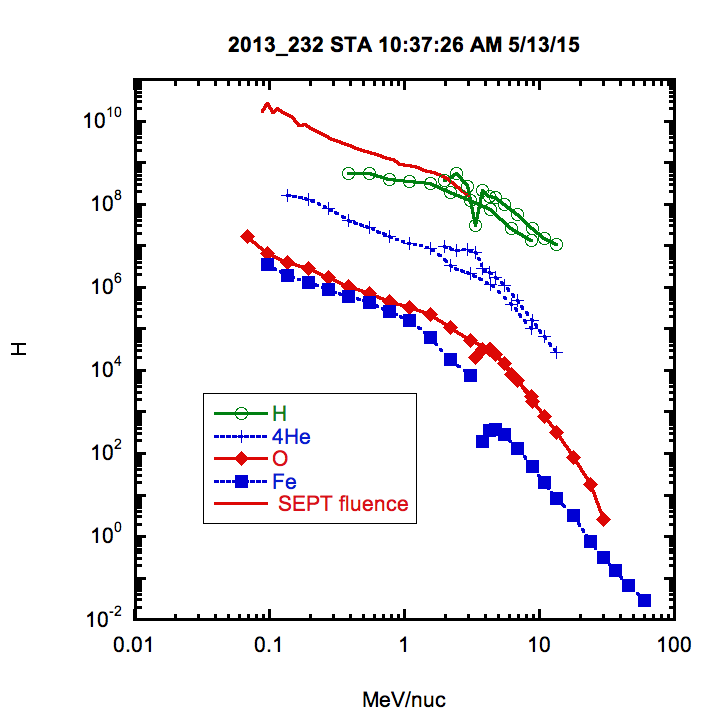 2013_232 STA 10:37:26 AM 5/13/15
10^10
10^8
10^6
10^4
10^2
10^0
10^-2
H
H
4He
O
Fe
SEPT fluence
0.01 0.1 1 10 100
MeV/nuc